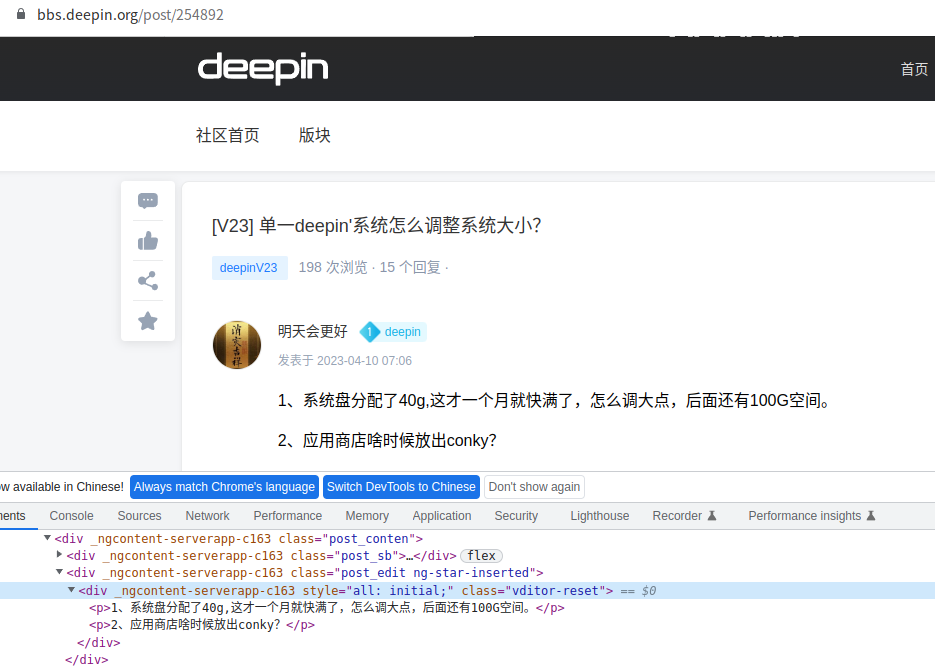 bbs.deepin.org/post/254892
deepin
首页
社区首页 版块
[V23] 单一deepin'系统怎么调整系统大小?
deepinV23 198 次浏览 · 15 个回复 ·
明天会更好 1 deepin
发表于 2023-04-10 07:06
1、系统盘分配了40g,这才一个月就快满了，怎么调大点，后面还有100G空间。
2、应用商店啥时候放出conky?
ow available in Chinese! Always match Chrome's language Switch DevTools to Chinese Don't show again
ments Console Sources Network Performance Memory Application Security Lighthouse Recorder Performance insights
<div _ngcontent-serverapp-c163 class="post_conten">
<div _ngcontent-serverapp-c163 class="post_sb">…</div> flex
<div _ngcontent-serverapp-c163 class="post_edit ng-star-inserted">
<div _ngcontent-serverapp-c163 style="all: initial;" class="vditor-reset"> == $0
<p>1、系统盘分配了40g,这才一个月就快满了，怎么调大点，后面还有100G空间。</p>
<p>2、应用商店啥时候放出conky? </p>
</div>
</div>